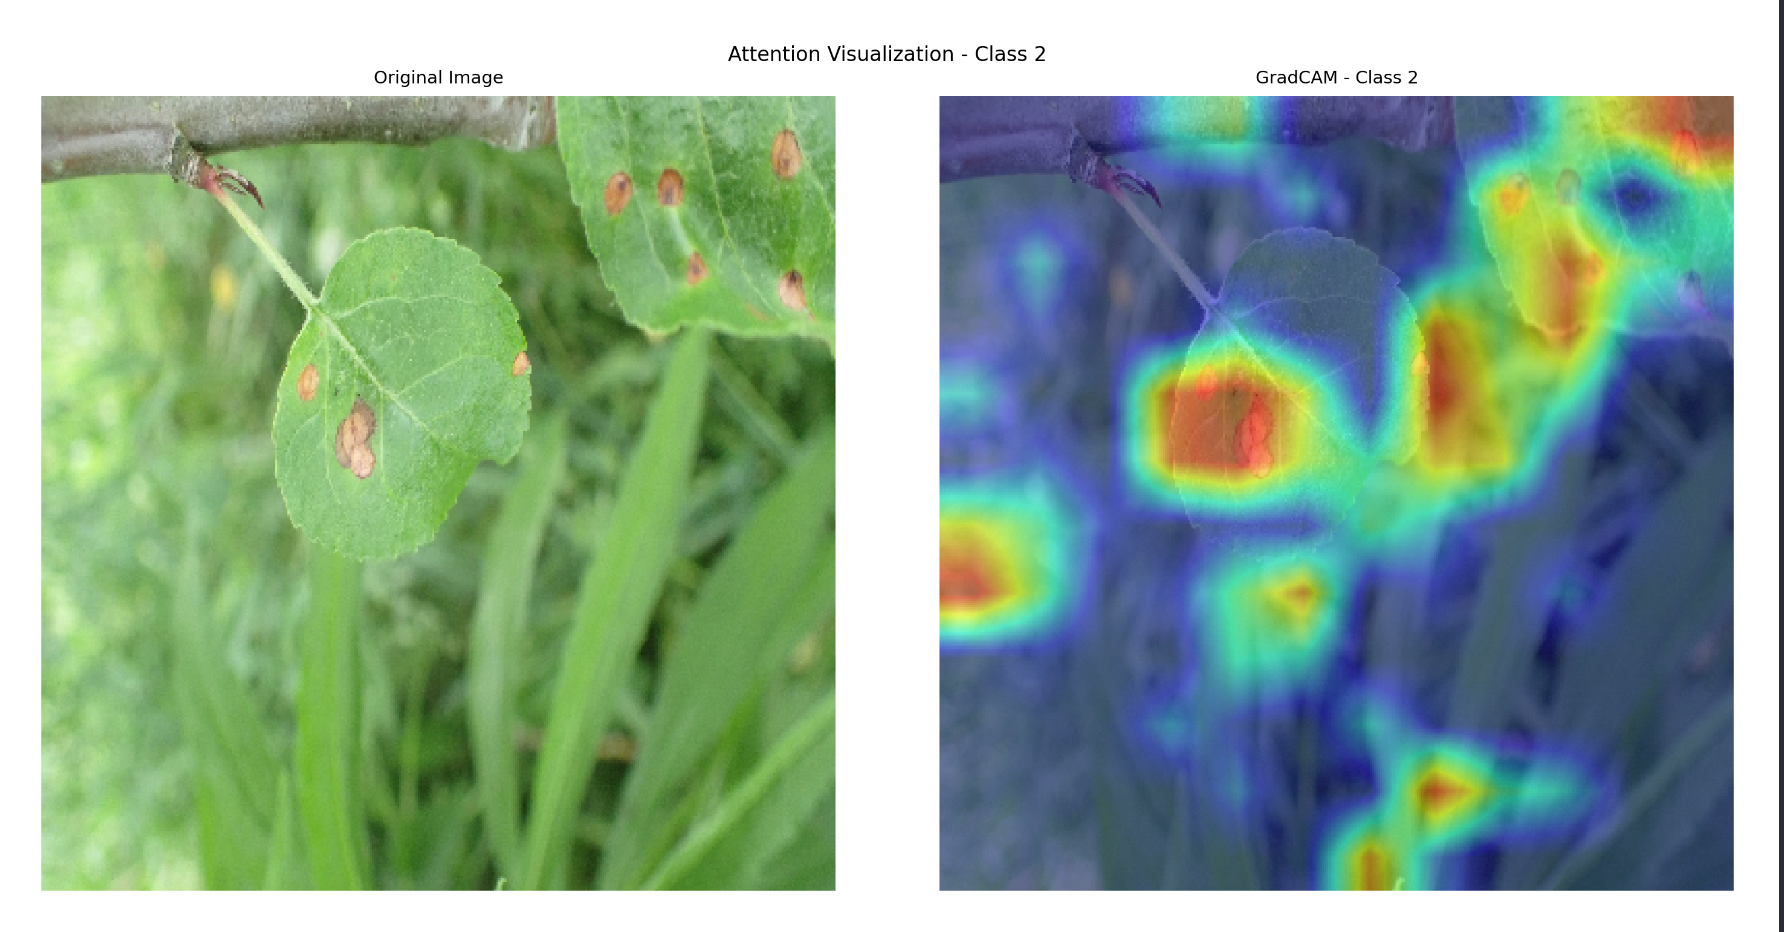 Attention Visualization - Class 2
Original Image
GradCAM - Class 2